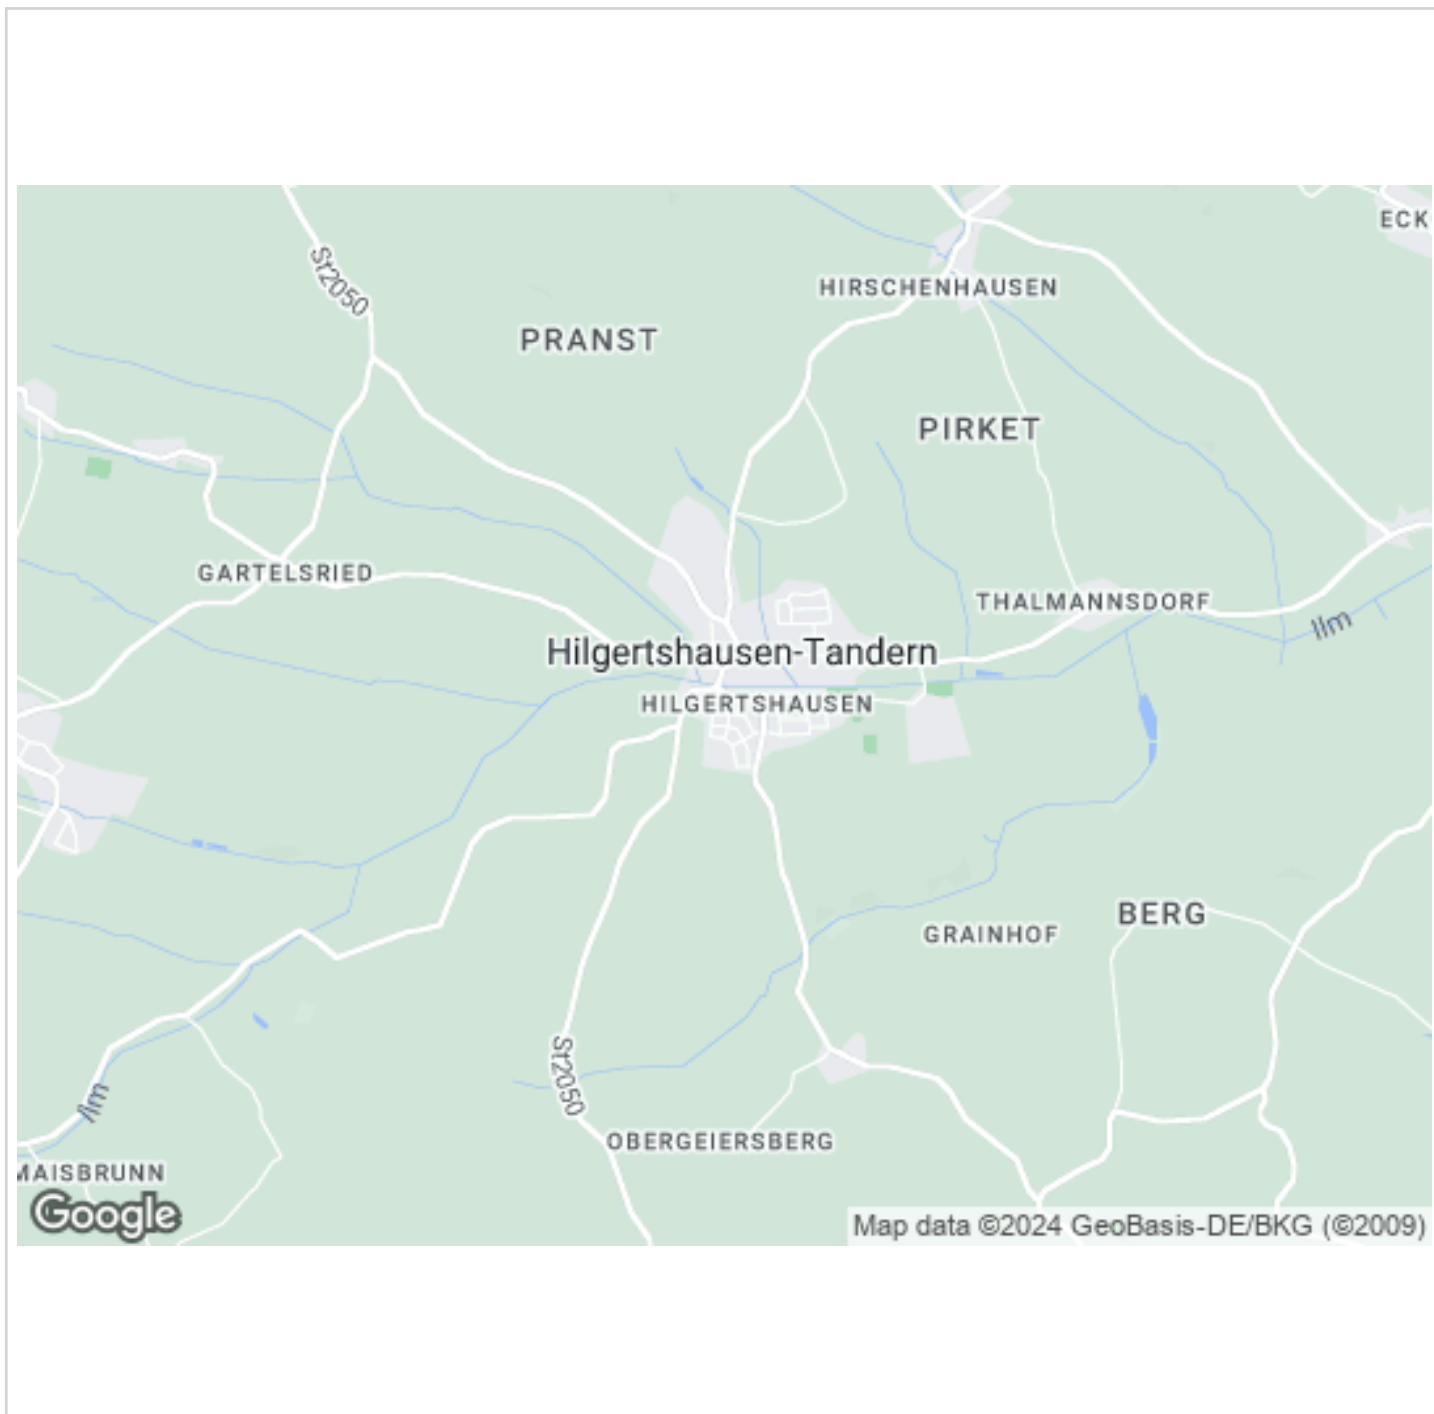 ECK
St2050
HIRSCHENHAUSEN
PRANST
PIRKET
GARTELSRIED
THALMANNSDORF
Ilm
Hilgertshausen-Tandern
HILGERTSHAUSEN
BERG
GRAINHOF
St2050
Ilm
OBERGEIERSBERG
MAISBRUNN
Google
Map data ©2024 GeoBasis-DE/BKG (©2009)